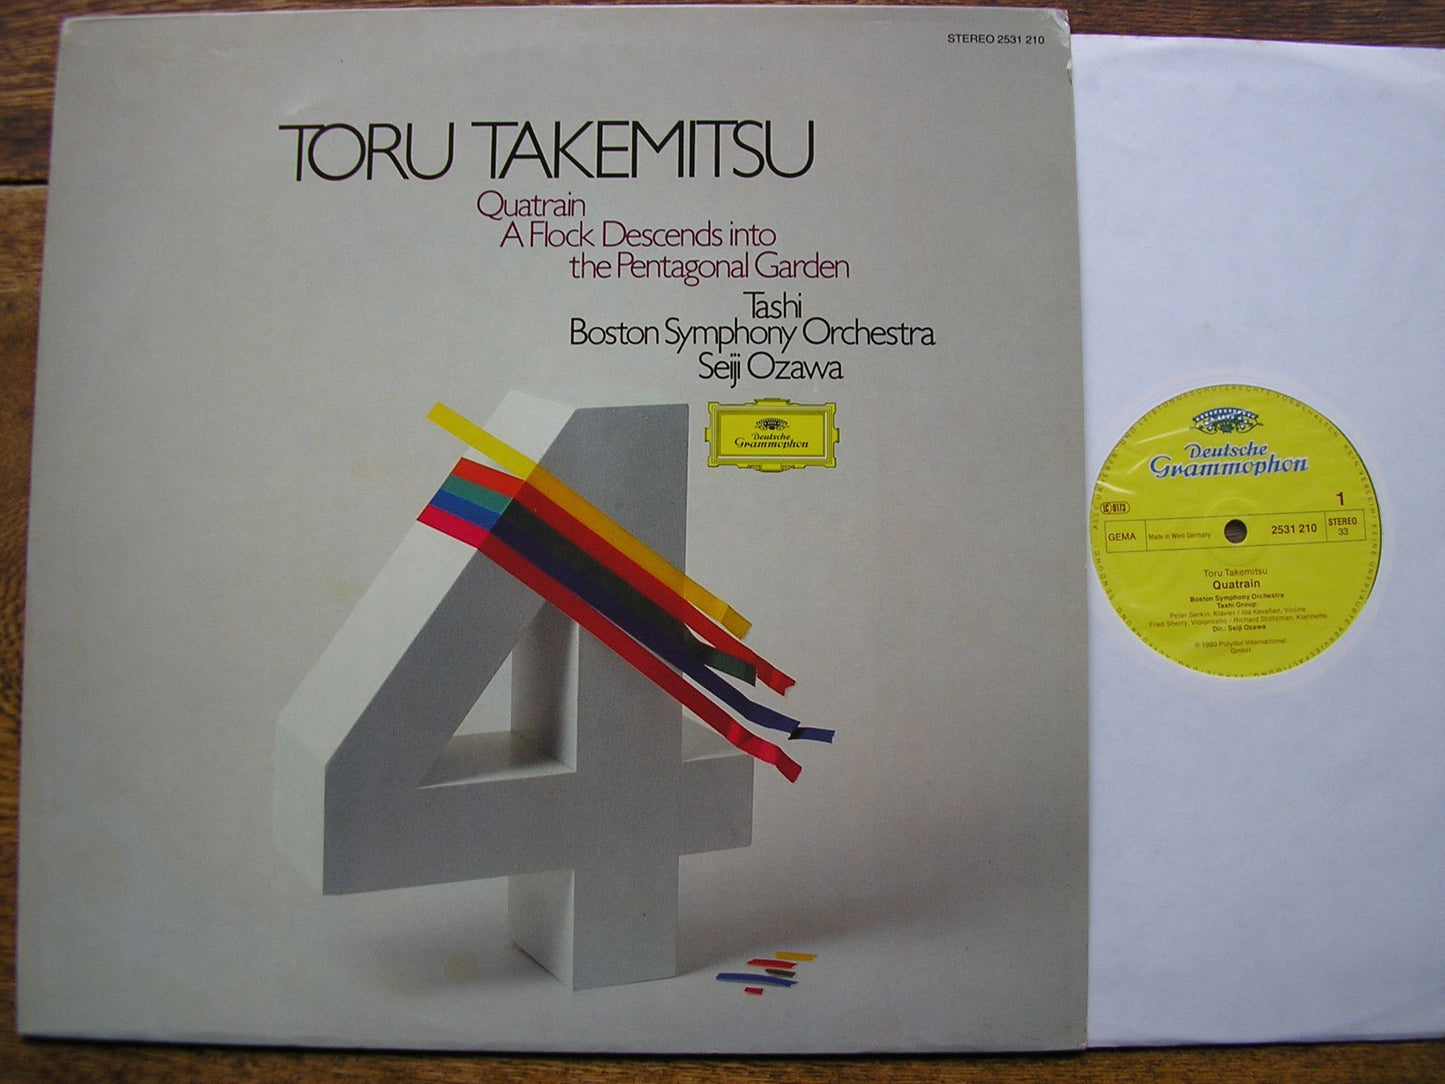 STEREO 2531 210
TORU TAKEMITSU
Quatrain
A Flock Descends into
the Pentagonal Garden
Tashi
Boston Symphony Orchestra
Seiji Ozawa
Deutsche
Grammophon
4
Deutsche
Grammophon
1
LC 0173
GEMA
Made in West Germany
2531 210
STEREO
33
Toru Takemitsu
Quatrain
Boston Symphony Orchestra
Tashi Group:
Peter Serkin, Klavier / Ida Kavafian, Violine
Fred Sherry, Violoncello / Richard Stoltzman, Klarinette
Dir.: Seiji Ozawa
℗ 1980 Polydor International
GmbH